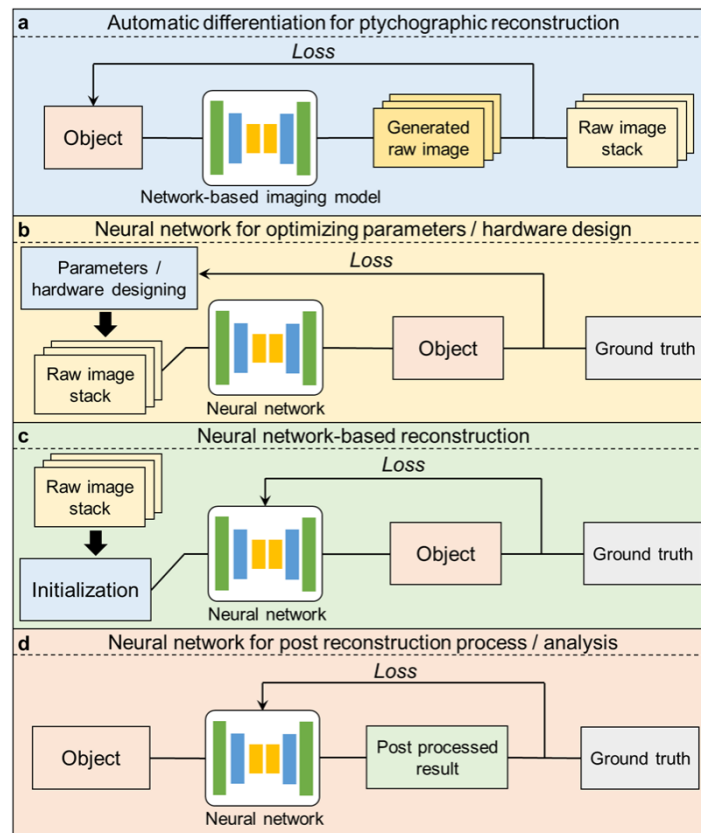 a Automatic differentiation for ptychographic reconstruction
Loss
Object
Generated
raw image
Raw image
stack
Network-based imaging model
b Neural network for optimizing parameters / hardware design
Parameters /
hardware designing
Loss
Raw image
stack
Object
Ground truth
Neural network
c Neural network-based reconstruction
Raw image
stack
Loss
Initialization
Object
Ground truth
Neural network
d Neural network for post reconstruction process / analysis
Loss
Object
Post processed
result
Ground truth
Neural network